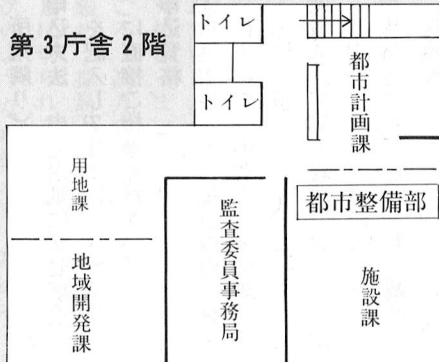 第3庁舎2階
トイレ
トイレ
都市計画課
用地課
都市整備部
監査委員事務局
地域開発課
施設課